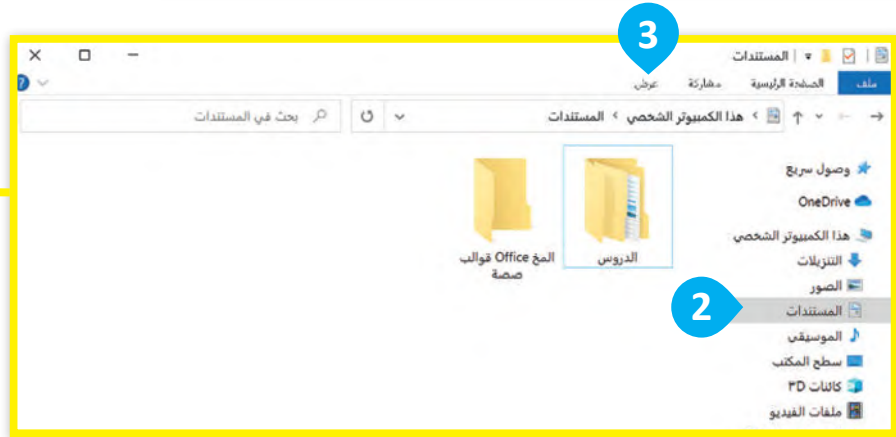 3
المستندات
ملف الصفحة الرئيسية مشاركة عرض
هذا الكمبيوتر الشخصي › المستندات
بحث في المستندات
وصول سريع
OneDrive
هذا الكمبيوتر الشخصي
التنزيلات
الصور
المستندات
2
الموسيقى
سطح المكتب
كائنات ٣D
ملفات الفيديو
الدروس
المخ Office قوالب
صصة